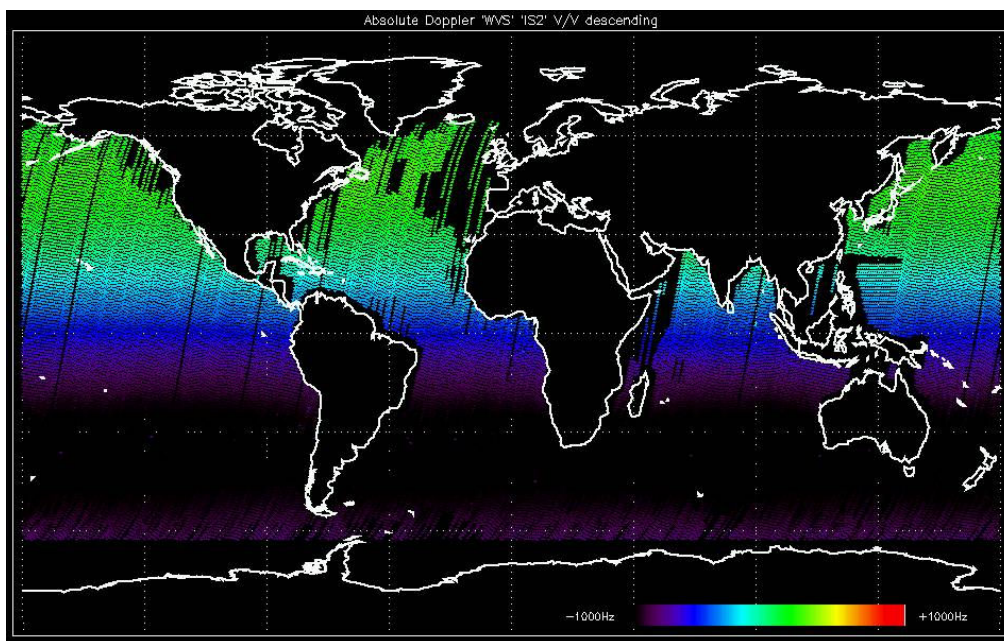 Absolute Doppler 'WVS' 'IS2' V/V descending
−1000Hz +1000Hz